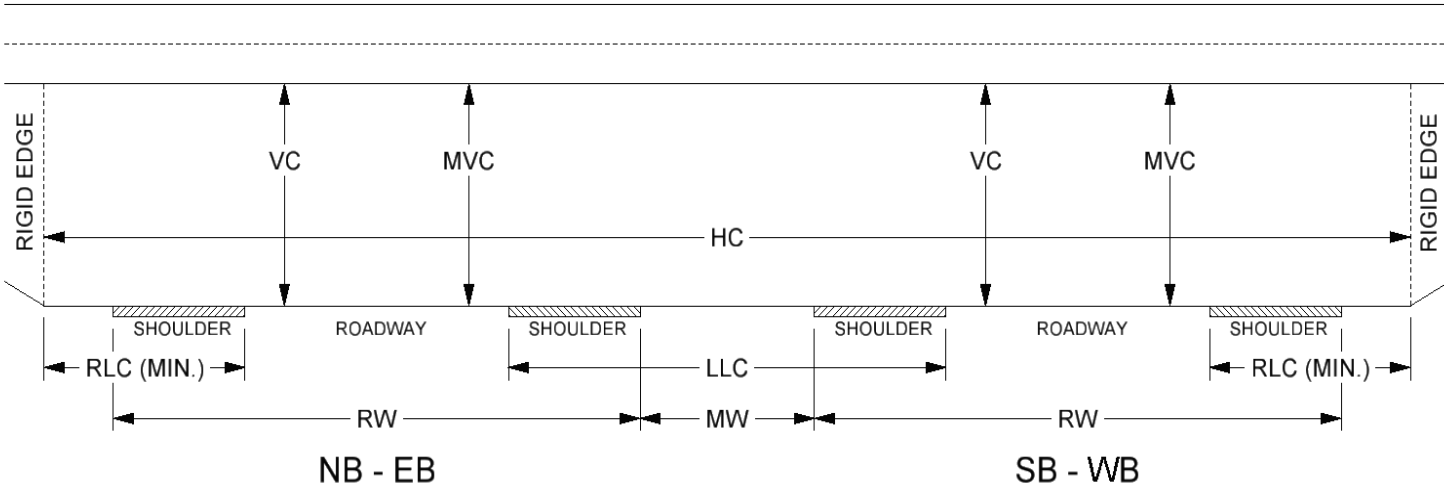 RIGID EDGE
VC
MVC
VC
MVC
RIGID EDGE
HC
SHOULDER
ROADWAY
SHOULDER
SHOULDER
ROADWAY
SHOULDER
RLC (MIN.)
LLC
RLC (MIN.)
RW
MW
RW
NB - EB
SB - WB